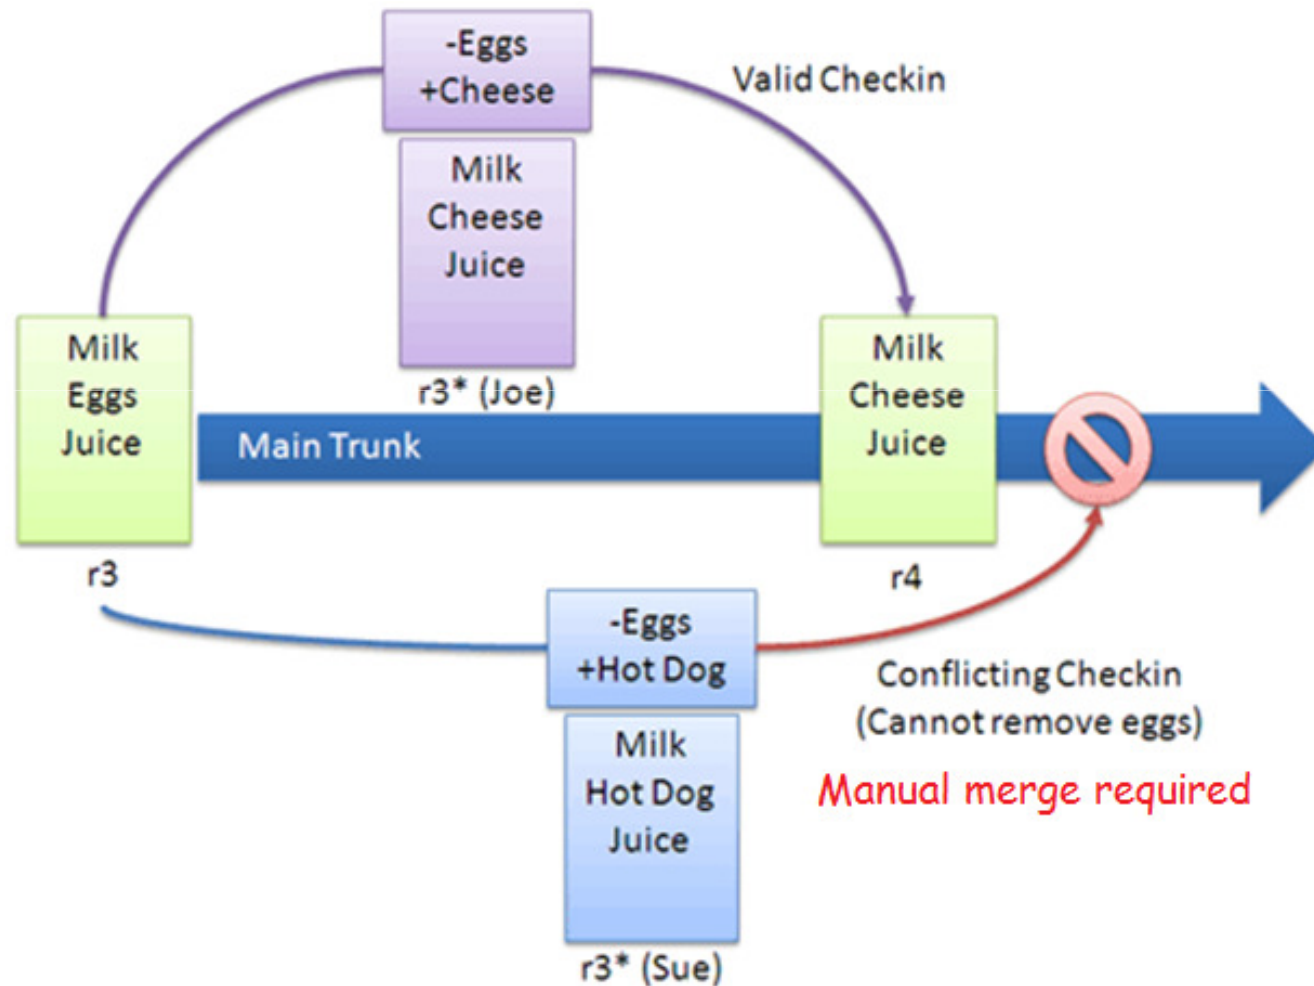 -Eggs
+Cheese
Valid Checkin
Milk
Cheese
Juice
r3* (Joe)
Milk
Eggs
Juice
r3
Main Trunk
Milk
Cheese
Juice
r4
-Eggs
+Hot Dog
Milk
Hot Dog
Juice
r3* (Sue)
Conflicting Checkin
(Cannot remove eggs)
Manual merge required